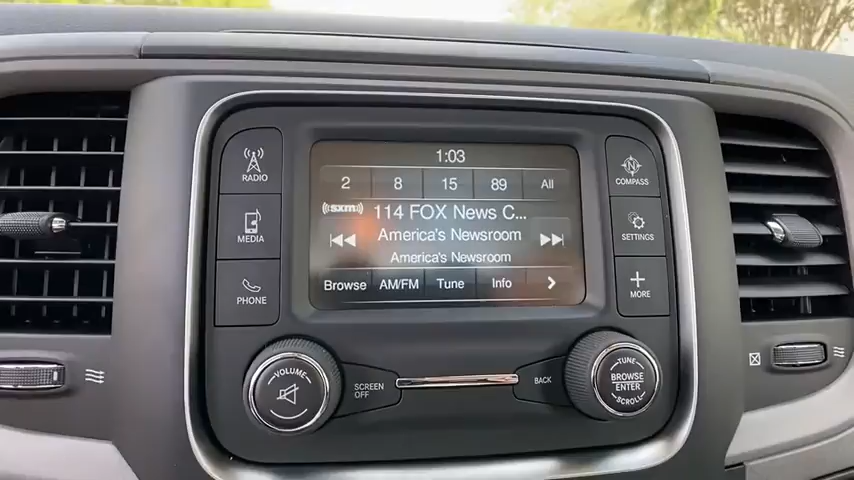 1:03
2 8 15 89 All
((sxm))
114 FOX News C...
America's Newsroom
America's Newsroom
Browse AM/FM Tune Info
RADIO
MEDIA
PHONE
N
COMPASS
SETTINGS
MORE
VOLUME
SCREEN
OFF
BACK
TUNE
BROWSE
ENTER
SCROLL